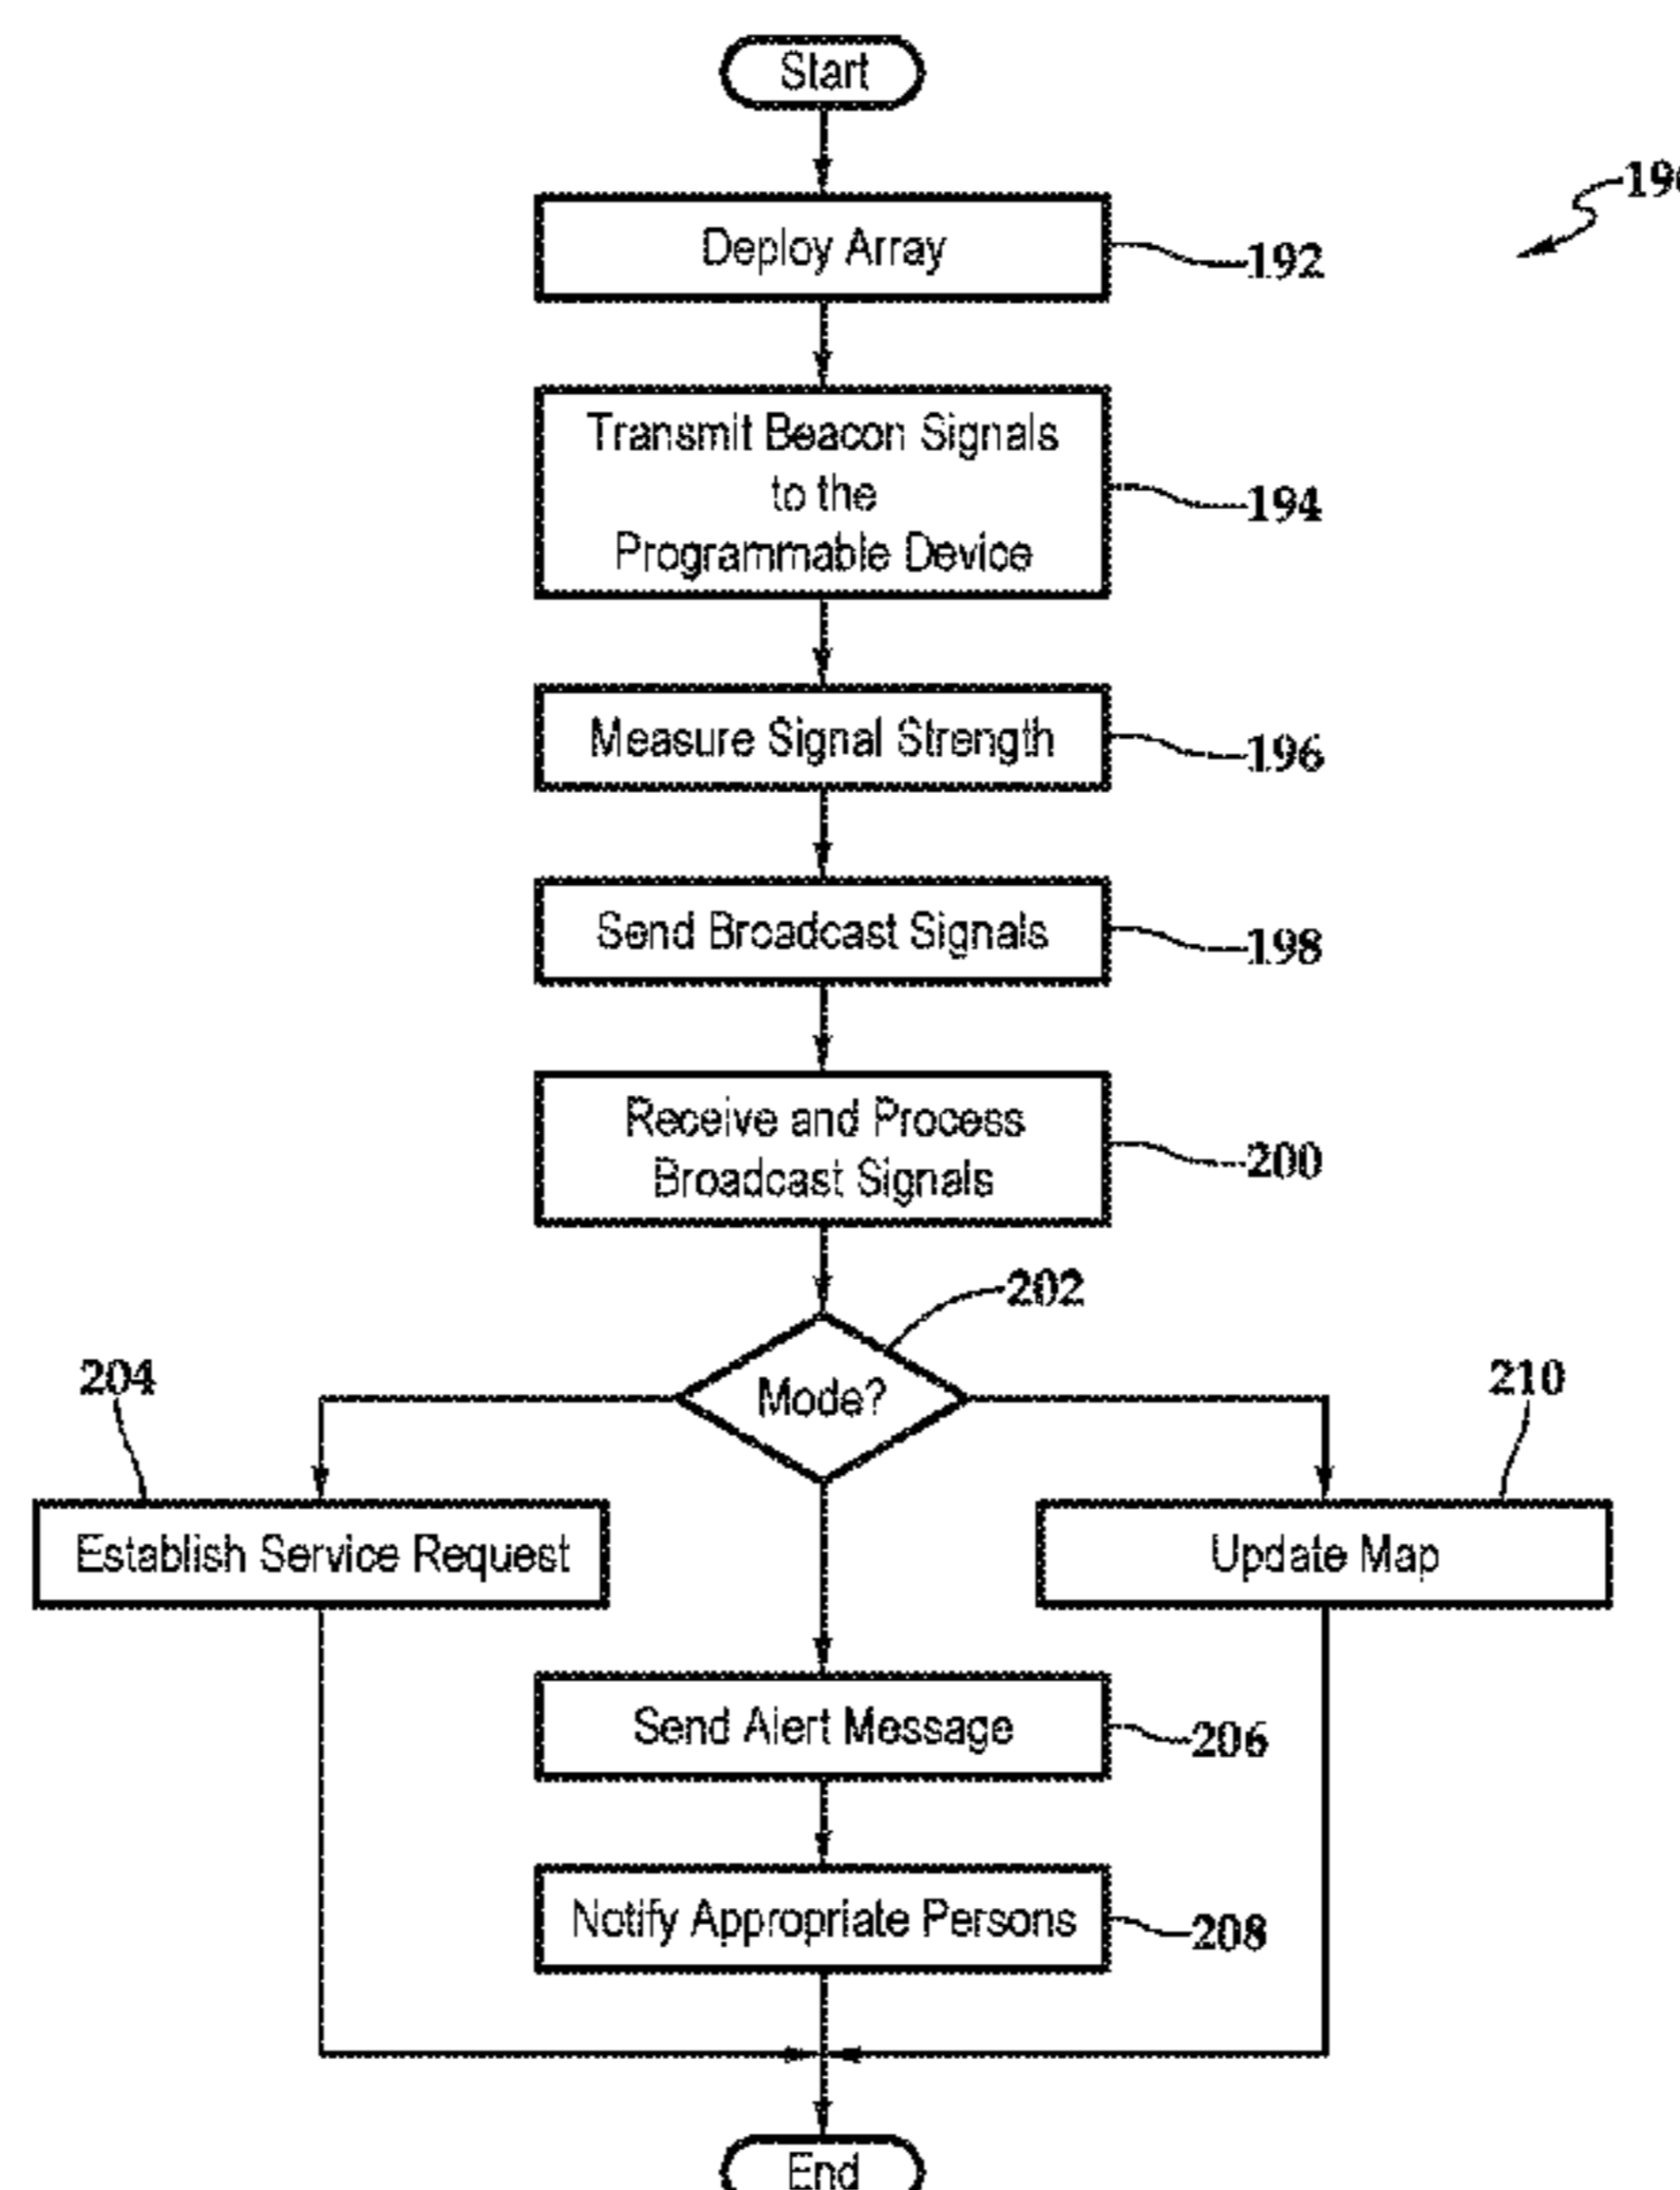 Start
Deploy Array
192
Transmit Beacon Signals
to the
Programmable Device
194
Measure Signal Strength
196
Send Broadcast Signals
198
Receive and Process
Broadcast Signals
200
202
Mode?
204
210
Establish Service Request
Update Map
Send Alert Message
206
Notify Appropriate Persons
208
End